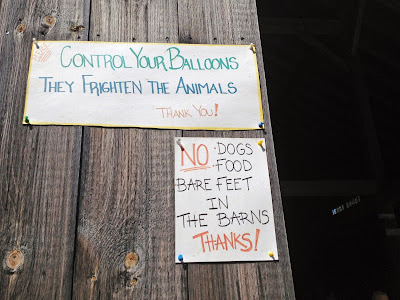 CONTROL YOUR BALLOONS
THEY FRIGHTEN THE ANIMALS
THANK YOU!
NO · DOGS
· FOOD
BARE FEET
IN
THE BARNS
THANKS!